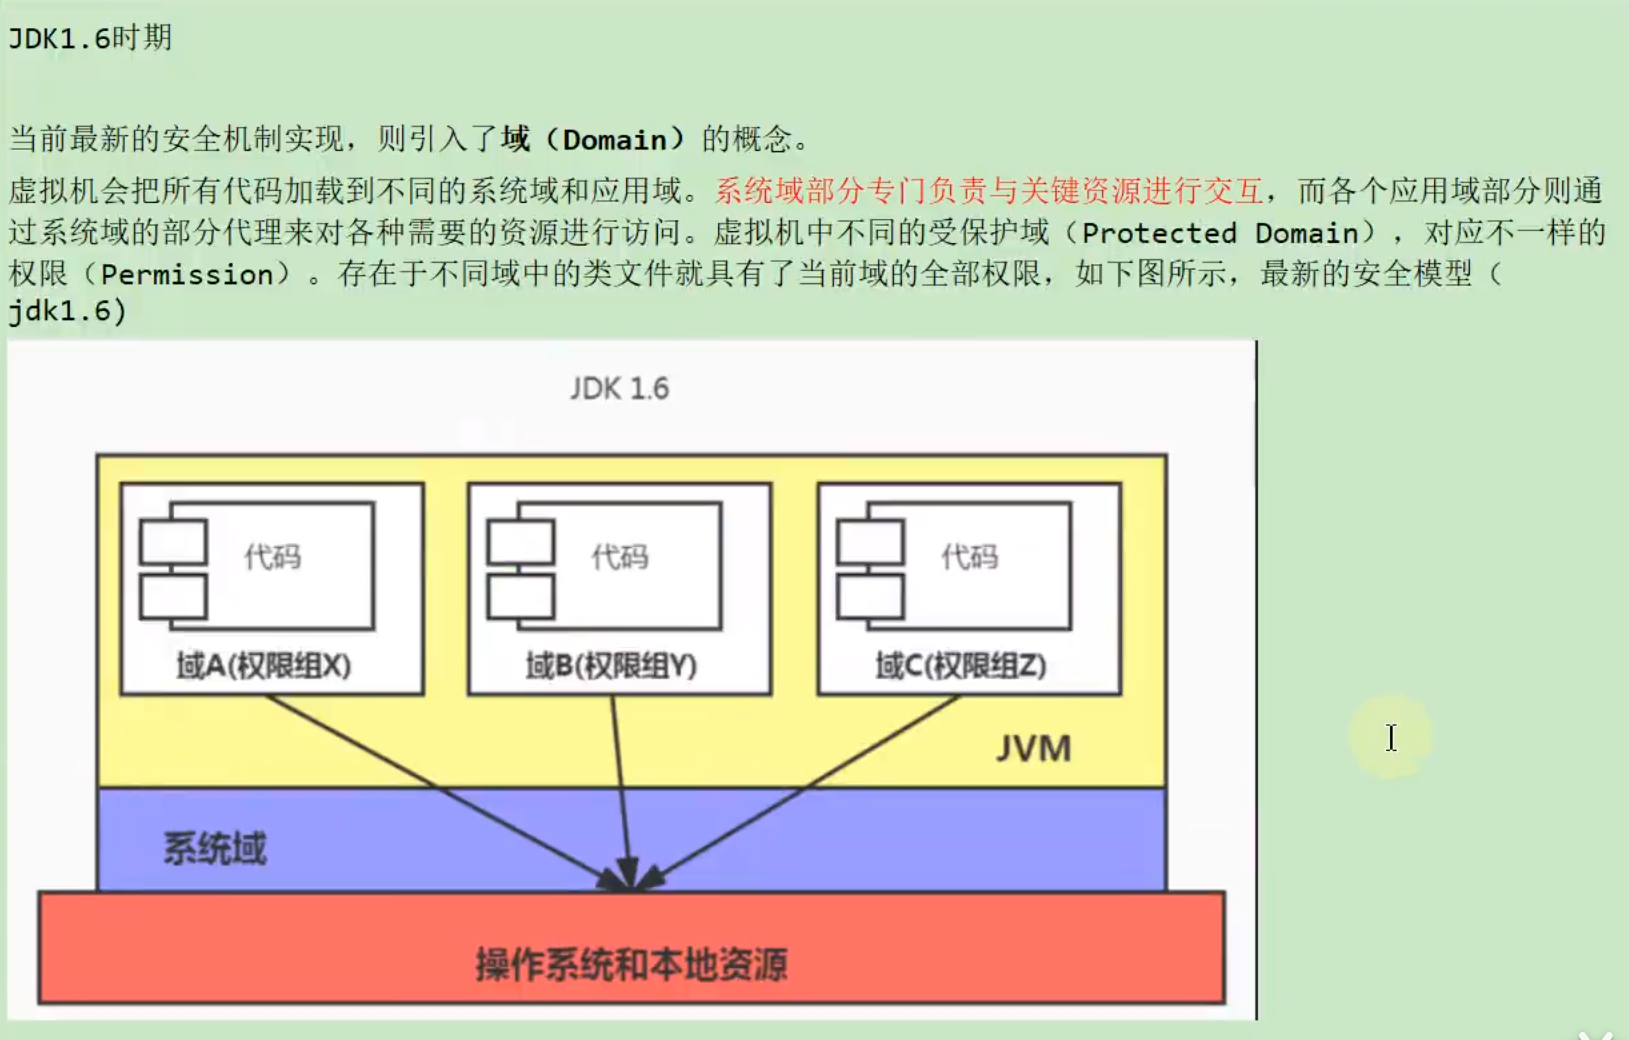 JDK1.6时期
当前最新的安全机制实现，则引入了域（Domain）的概念。
虚拟机会把所有代码加载到不同的系统域和应用域。系统域部分专门负责与关键资源进行交互，而各个应用域部分则通
过系统域的部分代理来对各种需要的资源进行访问。虚拟机中不同的受保护域（Protected Domain），对应不一样的
权限（Permission）。存在于不同域中的类文件就具有了当前域的全部权限，如下图所示，最新的安全模型（
jdk1.6)
JDK 1.6
代码
代码
代码
域A(权限组X)
域B(权限组Y)
域C(权限组Z)
JVM
系统域
操作系统和本地资源